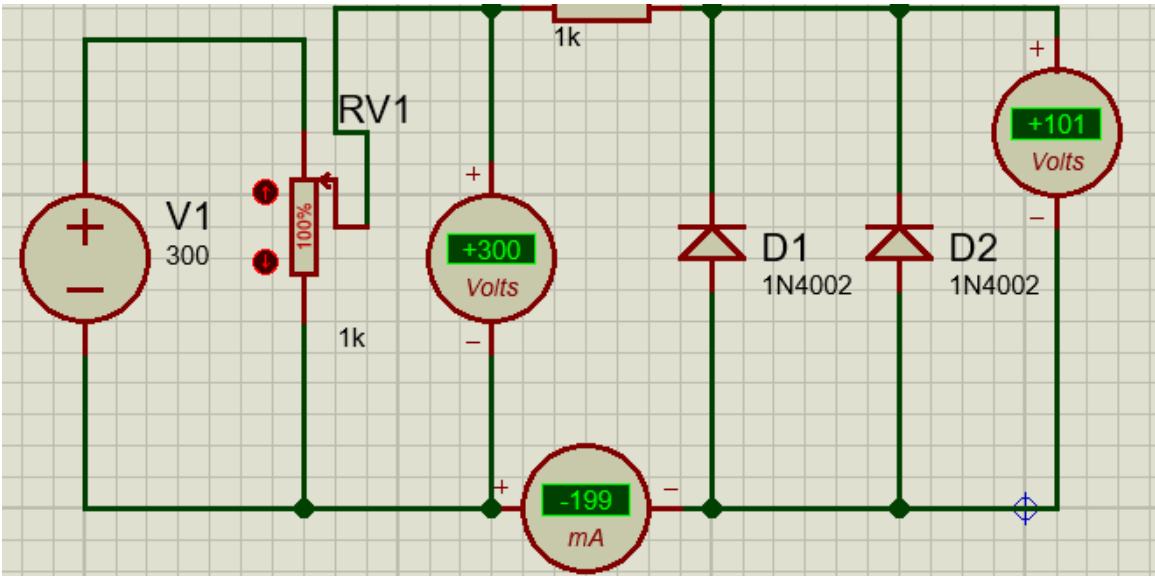 1k
RV1
+101
Volts
V1
300
100%
+300
Volts
D1
1N4002
D2
1N4002
1k
-199
mA